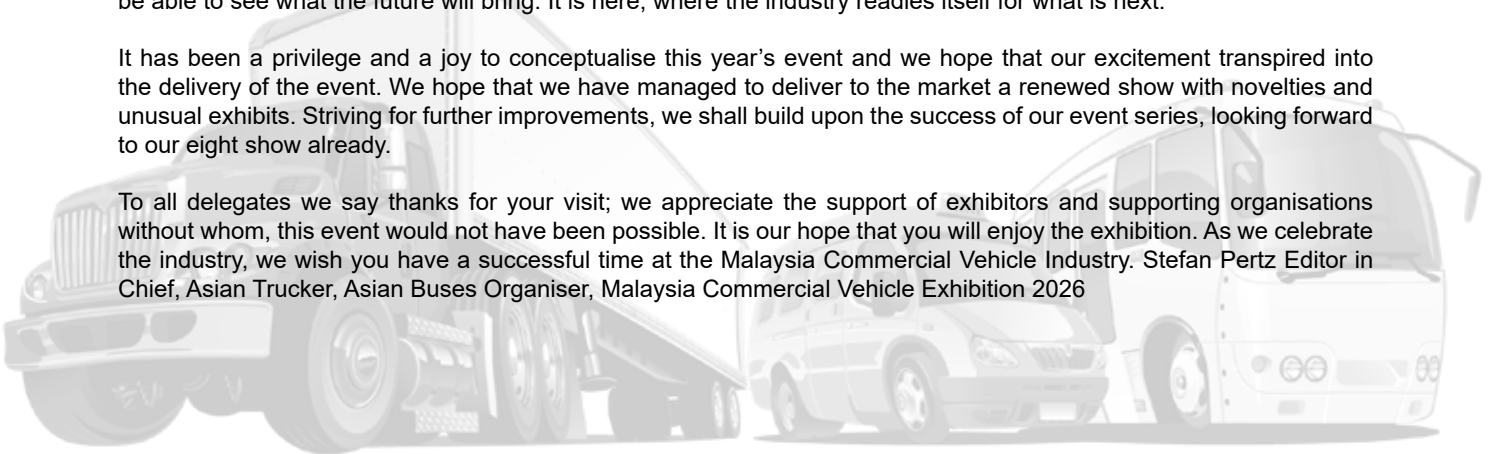 be able to see what the future will bring. It is here, where the industry readies itself for what is next.
It has been a privilege and a joy to conceptualise this year’s event and we hope that our excitement transpired into
the delivery of the event. We hope that we have managed to deliver to the market a renewed show with novelties and
unusual exhibits. Striving for further improvements, we shall build upon the success of our event series, looking forward
to our eight show already.
To all delegates we say thanks for your visit; we appreciate the support of exhibitors and supporting organisations
without whom, this event would not have been possible. It is our hope that you will enjoy the exhibition. As we celebrate
the industry, we wish you have a successful time at the Malaysia Commercial Vehicle Industry. Stefan Pertz Editor in
Chief, Asian Trucker, Asian Buses Organiser, Malaysia Commercial Vehicle Exhibition 2026